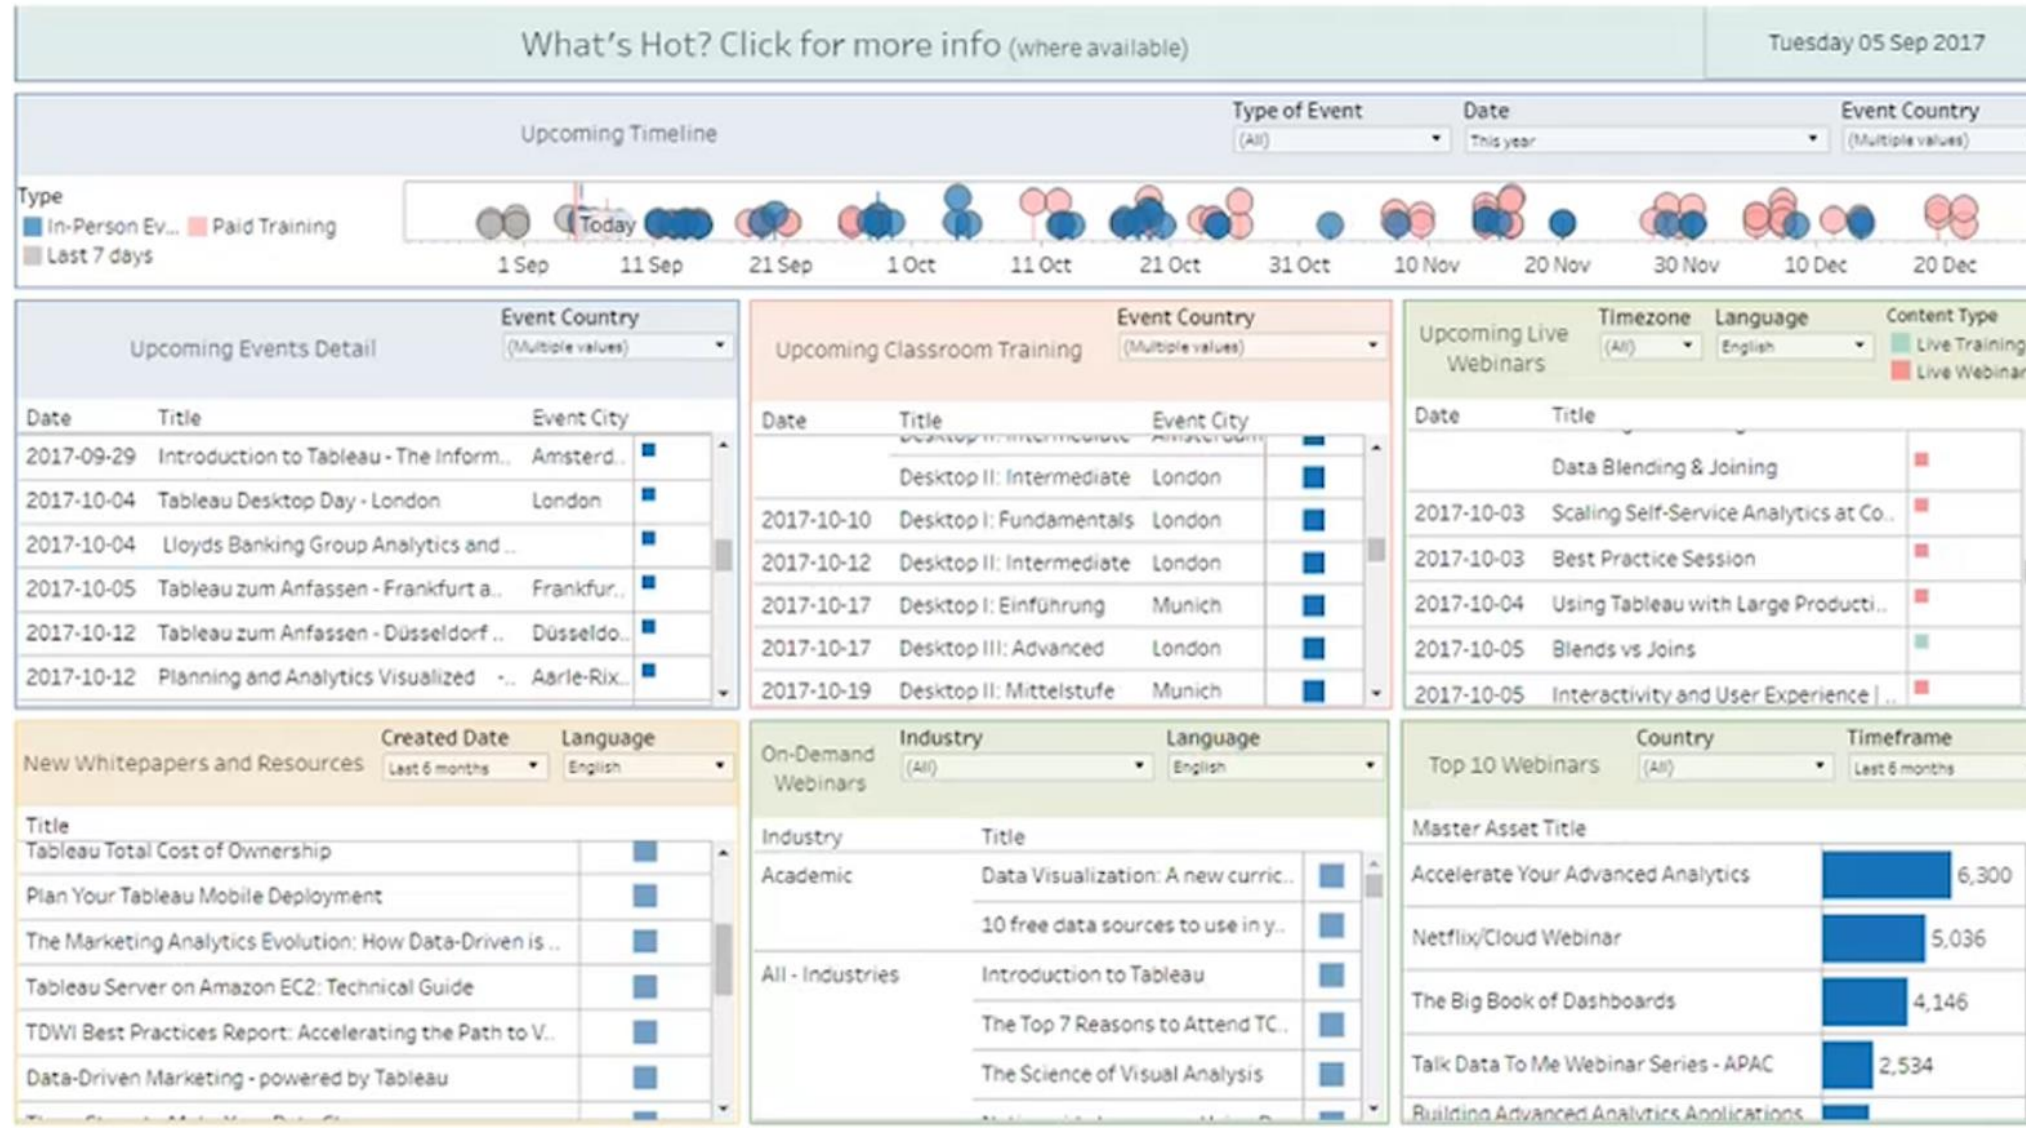 What's Hot? Click for more info (where available)
Tuesday 05 Sep 2017
Upcoming Timeline
Type of Event
(All)
Date
This year
Event Country
(Multiple values)
Type
In-Person Ev...
Paid Training
Last 7 days
Today
1 Sep 11 Sep 21 Sep 1 Oct 11 Oct 21 Oct 31 Oct 10 Nov 20 Nov 30 Nov 10 Dec 20 Dec
Upcoming Events Detail
Event Country
(Multiple values)
Date Title Event City
2017-09-29 Introduction to Tableau - The Inform.. Amsterd..
2017-10-04 Tableau Desktop Day - London London
2017-10-04 Lloyds Banking Group Analytics and ..
2017-10-05 Tableau zum Anfassen - Frankfurt a.. Frankfur..
2017-10-12 Tableau zum Anfassen - Düsseldorf .. Düsseldo..
2017-10-12 Planning and Analytics Visualized -.. Aarle-Rix..
Upcoming Classroom Training
Event Country
(Multiple values)
Date Title Event City
Desktop II: Intermediate Amsterdam
Desktop II: Intermediate London
2017-10-10 Desktop I: Fundamentals London
2017-10-12 Desktop II: Intermediate London
2017-10-17 Desktop I: Einführung Munich
2017-10-17 Desktop III: Advanced London
2017-10-19 Desktop II: Mittelstufe Munich
Upcoming Live
Webinars
Timezone
(All)
Language
English
Content Type
Live Training
Live Webinar
Date Title
Data Blending & Joining
2017-10-03 Scaling Self-Service Analytics at Co..
2017-10-03 Best Practice Session
2017-10-04 Using Tableau with Large Producti..
2017-10-05 Blends vs Joins
2017-10-05 Interactivity and User Experience | ..
New Whitepapers and Resources
Created Date
Last 6 months
Language
English
Title
Tableau Total Cost of Ownership
Plan Your Tableau Mobile Deployment
The Marketing Analytics Evolution: How Data-Driven is ..
Tableau Server on Amazon EC2: Technical Guide
TDWI Best Practices Report: Accelerating the Path to V..
Data-Driven Marketing - powered by Tableau
On-Demand
Webinars
Industry
(All)
Language
English
Industry Title
Academic Data Visualization: A new curric..
10 free data sources to use in y..
All - Industries Introduction to Tableau
The Top 7 Reasons to Attend TC..
The Science of Visual Analysis
Top 10 Webinars
Country
(All)
Timeframe
Last 6 months
Master Asset Title
Accelerate Your Advanced Analytics 6,300
Netflix/Cloud Webinar 5,036
The Big Book of Dashboards 4,146
Talk Data To Me Webinar Series - APAC 2,534
Building Advanced Analytics Applications